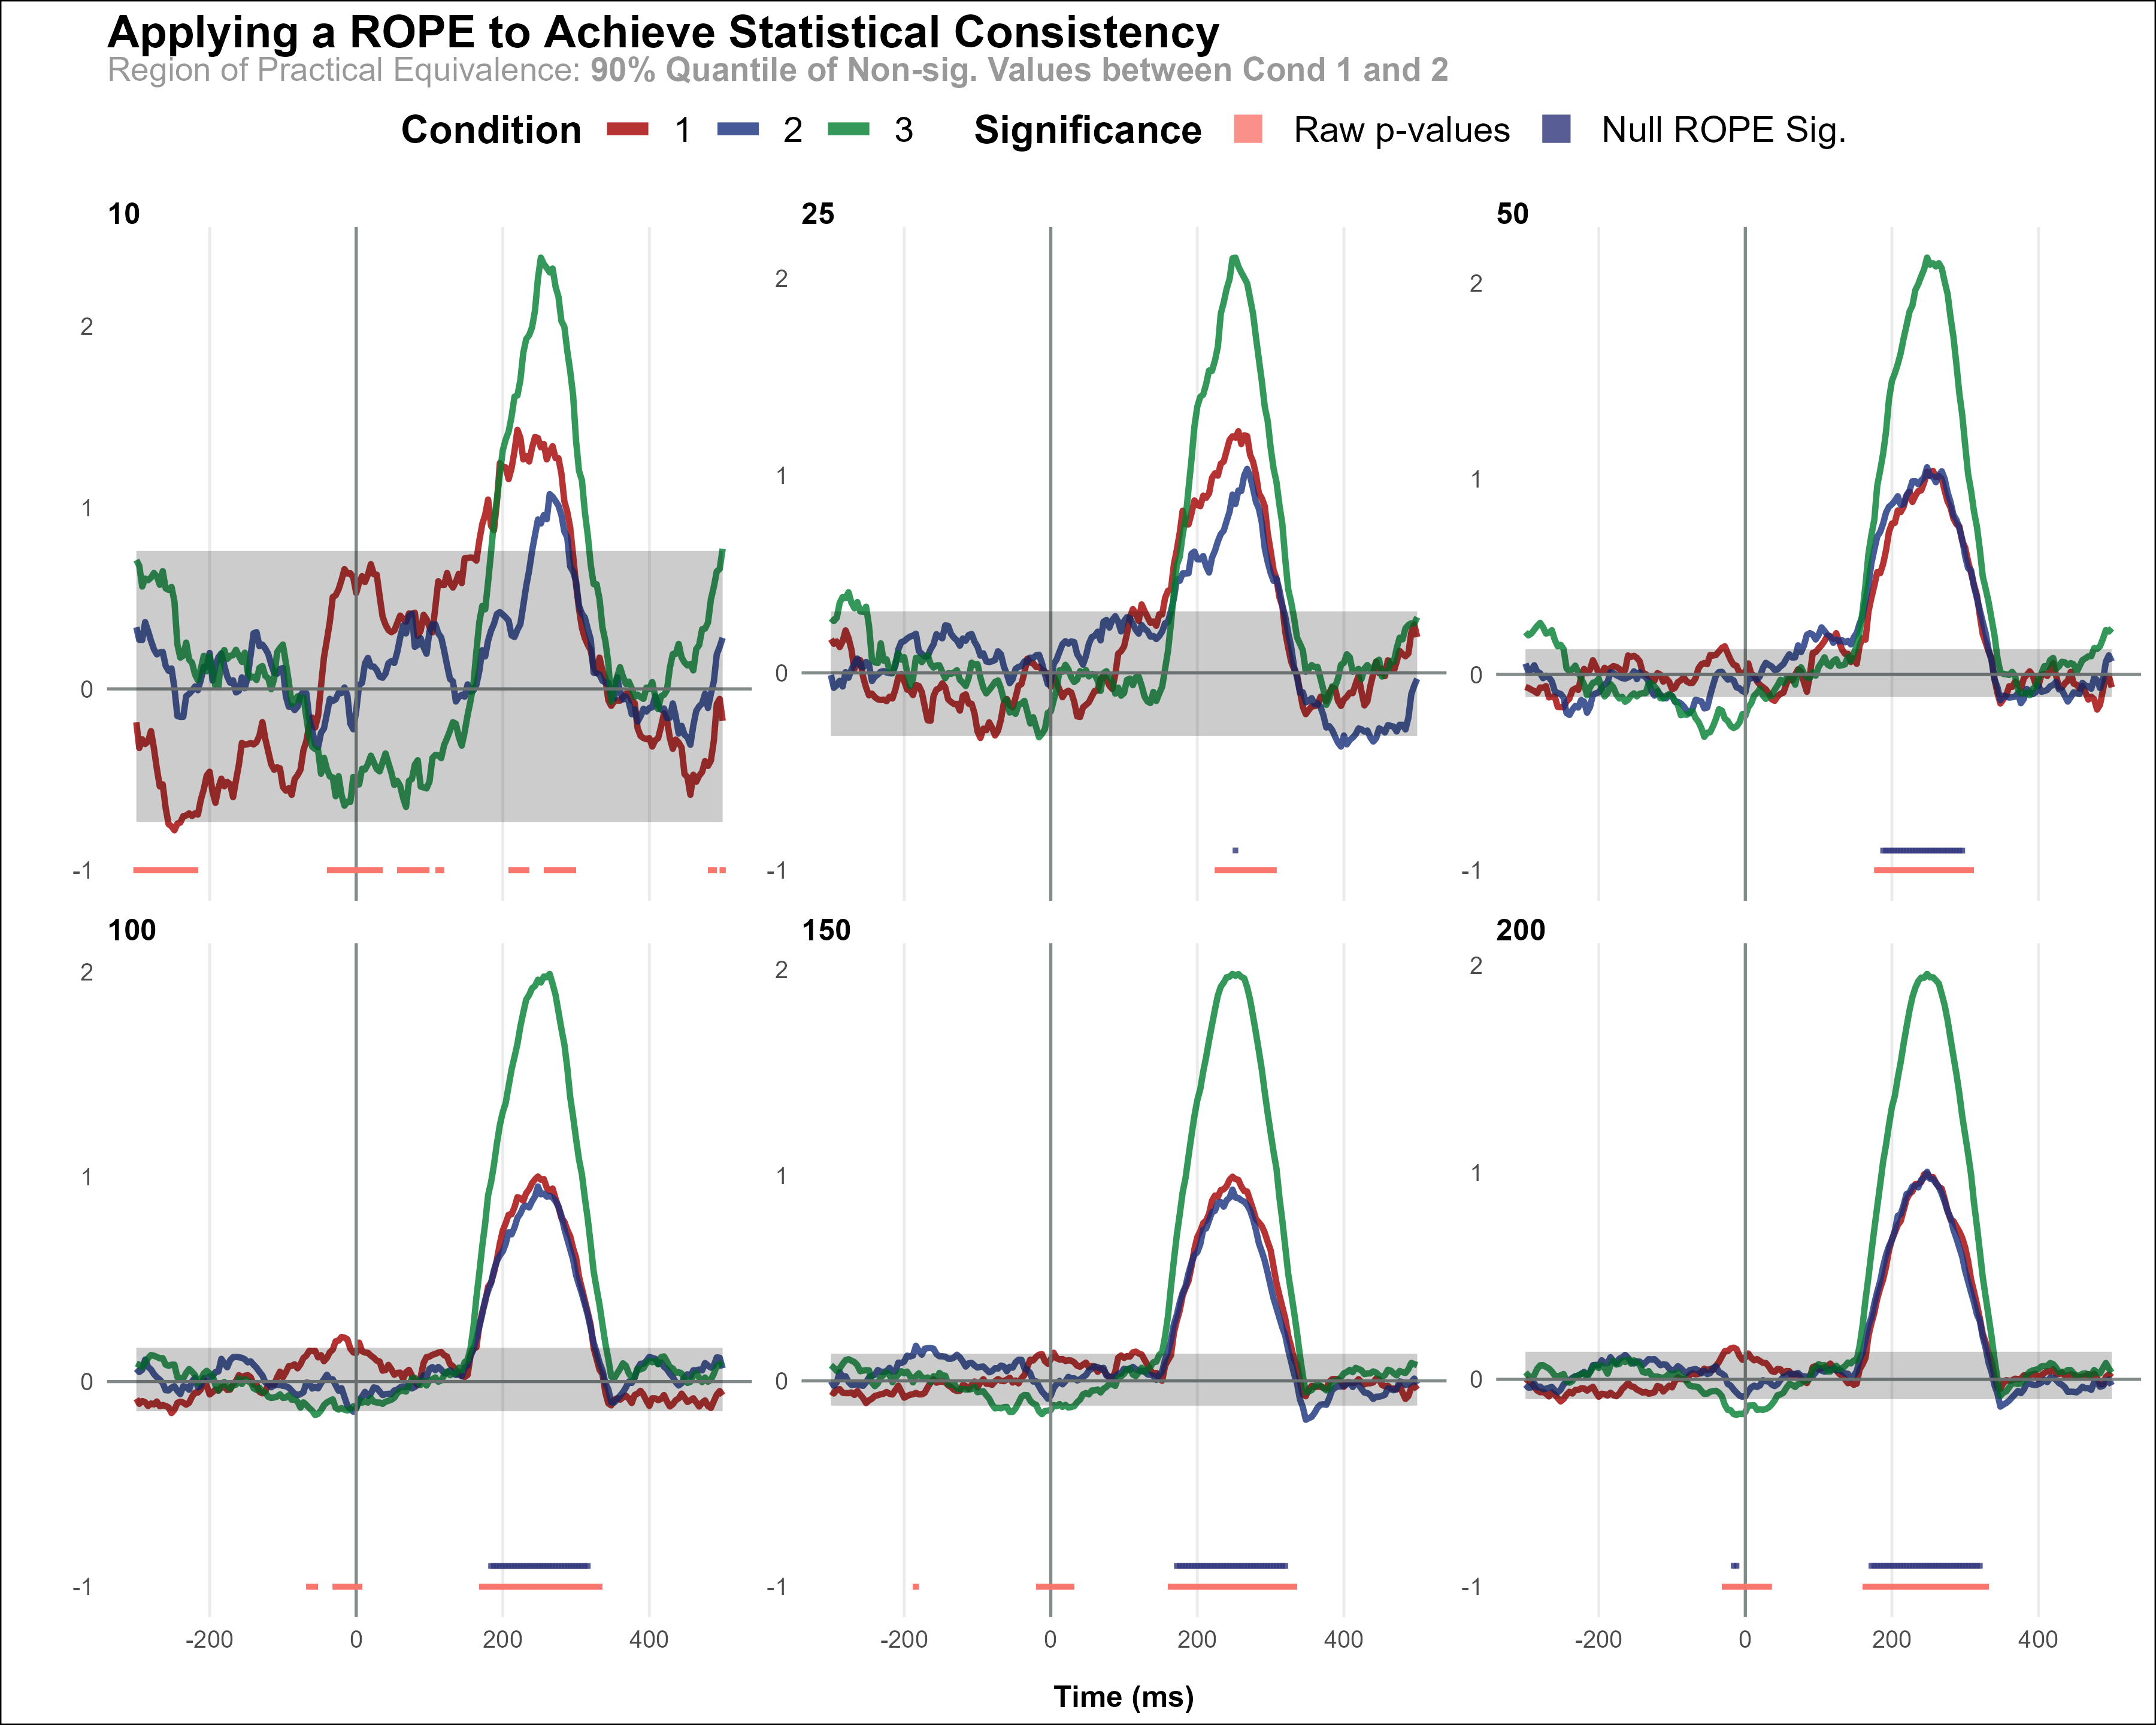 Applying a ROPE to Achieve Statistical Consistency
Region of Practical Equivalence: 90% Quantile of Non-sig. Values between Cond 1 and 2
Condition 1 2 3 Significance Raw p-values Null ROPE Sig.
10 25 50
2 2 2
1 1 1
0 0 0
-1 -1 -1
100 150 200
2 2 2
1 1 1
0 0 0
-1 -1 -1
-200 0 200 400 -200 0 200 400 -200 0 200 400
Time (ms)